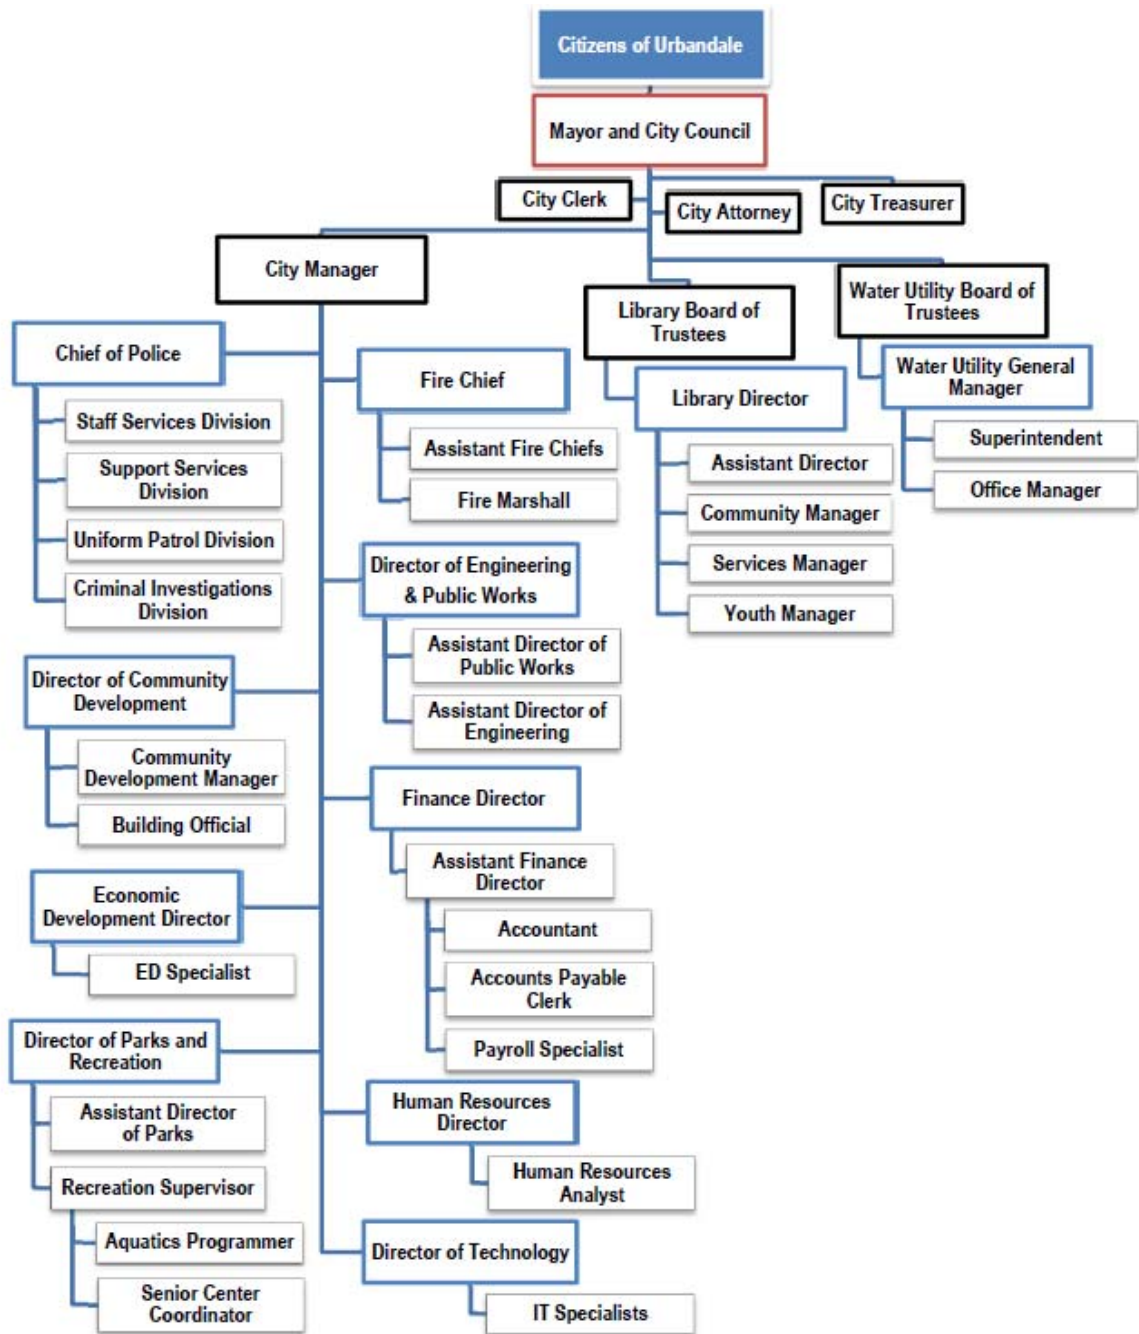 Citizens of Urbandale
Mayor and City Council
City Clerk
City Attorney
City Treasurer
City Manager
Library Board of
Trustees
Water Utility Board of
Trustees
Chief of Police
Staff Services Division
Support Services
Division
Uniform Patrol Division
Criminal Investigations
Division
Fire Chief
Assistant Fire Chiefs
Fire Marshall
Library Director
Assistant Director
Community Manager
Services Manager
Youth Manager
Water Utility General
Manager
Superintendent
Office Manager
Director of Engineering
& Public Works
Assistant Director of
Public Works
Assistant Director of
Engineering
Director of Community
Development
Community
Development Manager
Building Official
Finance Director
Assistant Finance
Director
Accountant
Accounts Payable
Clerk
Payroll Specialist
Economic
Development Director
ED Specialist
Director of Parks and
Recreation
Assistant Director
of Parks
Recreation Supervisor
Aquatics Programmer
Senior Center
Coordinator
Human Resources
Director
Human Resources
Analyst
Director of Technology
IT Specialists